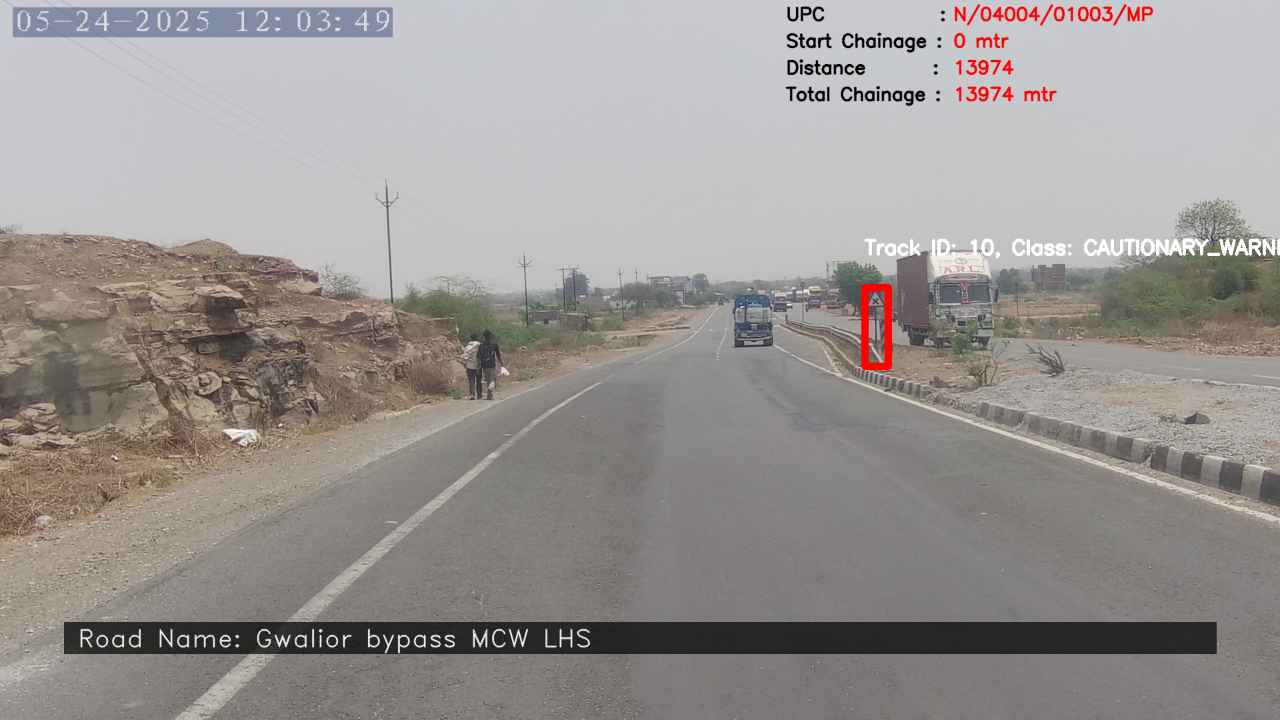 05-24-2025 12:03:49
UPC : N/04004/01003/MP
Start Chainage : 0 mtr
Distance : 13974
Total Chainage : 13974 mtr
Track ID: 10, Class: CAUTIONARY_WARNI
Road Name: Gwalior bypass MCW LHS